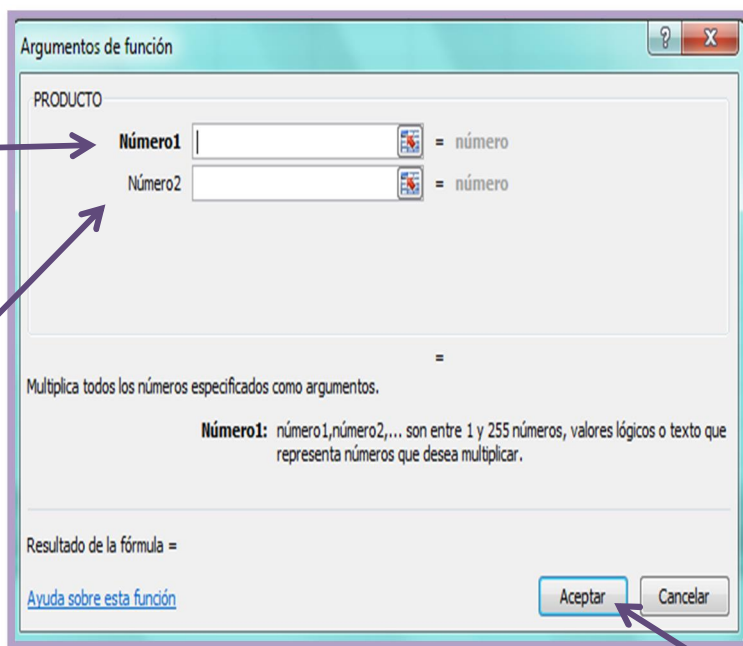 Argumentos de función
PRODUCTO
Número1 = número
Número2 = número
=
Multiplica todos los números especificados como argumentos.
Número1: número1,número2,... son entre 1 y 255 números, valores lógicos o texto que
representa números que desea multiplicar.
Resultado de la fórmula =
Ayuda sobre esta función
Aceptar Cancelar